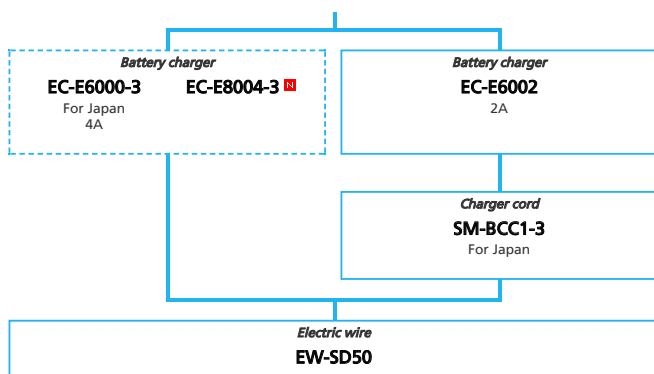 Battery charger
EC-E6000-3 EC-E8004-3 N
For Japan
4A
Battery charger
EC-E6002
2A
Charger cord
SM-BCC1-3
For Japan
Electric wire
EW-SD50